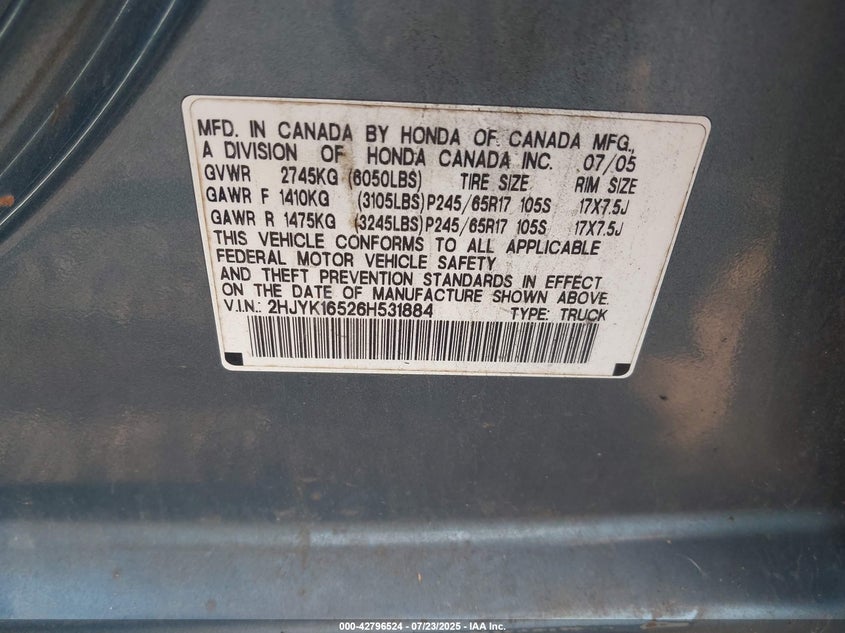 MFD. IN CANADA BY HONDA OF CANADA MFG.,
A DIVISION OF HONDA CANADA INC. 07/05
GVWR 2745KG (6050LBS) TIRE SIZE RIM SIZE
GAWR F 1410KG (3105LBS) P245/65R17 105S 17X7.5J
GAWR R 1475KG (3245LBS) P245/65R17 105S 17X7.5J
THIS VEHICLE CONFORMS TO ALL APPLICABLE
FEDERAL MOTOR VEHICLE SAFETY
AND THEFT PREVENTION STANDARDS IN EFFECT
ON THE DATE OF MANUFACTURE SHOWN ABOVE.
V.I.N.: 2HJYK16526H531884 TYPE: TRUCK
000-42796524 - 07/23/2025 - IAA Inc.